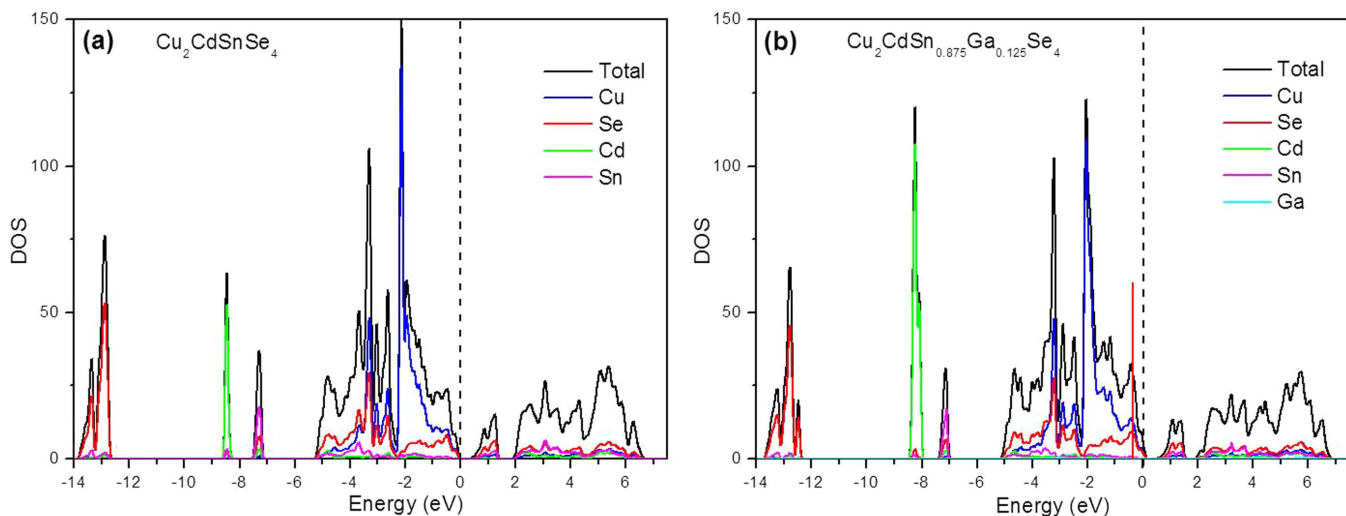 (a)
Cu₂CdSnSe₄
Total
Cu
Se
Cd
Sn
DOS
150
100
50
0
-14 -12 -10 -8 -6 -4 -2 0 2 4 6
Energy (eV)
(b)
Cu₂CdSn₀.₈₇₅Ga₀.₁₂₅Se₄
Total
Cu
Se
Cd
Sn
Ga
DOS
150
100
50
0
-14 -12 -10 -8 -6 -4 -2 0 2 4 6
Energy (eV)